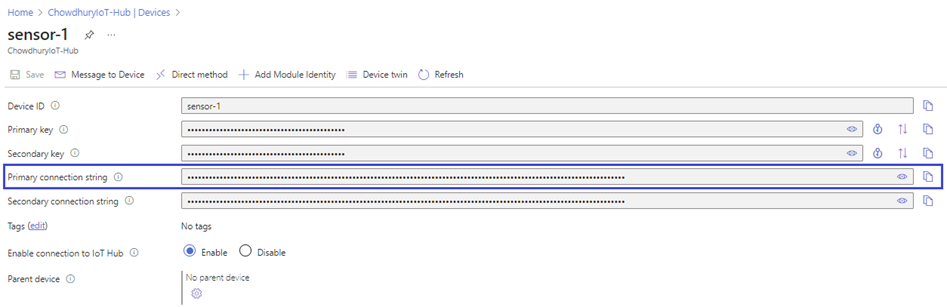 Home > ChowdhuryIoT-Hub | Devices >
sensor-1 ...
ChowdhuryIoT-Hub
Save Message to Device Direct method Add Module Identity Device twin Refresh
Device ID sensor-1
Primary key ••••••••••••••••••••••••••••••••••••••••••••
Secondary key ••••••••••••••••••••••••••••••••••••••••••••
Primary connection string ••••••••••••••••••••••••••••••••••••••••••••••••••••••••••••••••••••••••••••••••••••••••••••••••••••••••••••••••••••••••••
Secondary connection string ••••••••••••••••••••••••••••••••••••••••••••••••••••••••••••••••••••••••••••••••••••••••••••••••••••••••••••••••••••••••••
Tags (edit) No tags
Enable connection to IoT Hub Enable Disable
Parent device No parent device